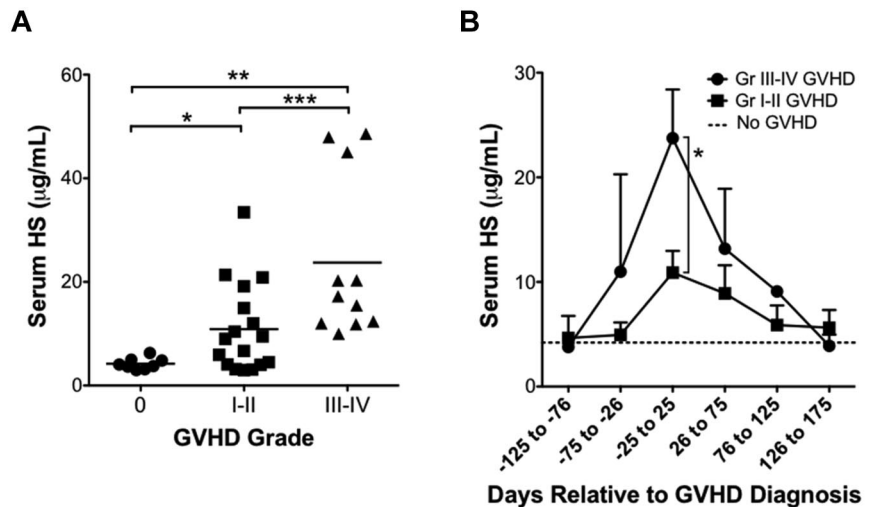 A
Serum HS (μg/mL)
60
40
20
0
**
***
*
0 I-II III-IV
GVHD Grade
B
Serum HS (μg/mL)
30
20
10
0
Gr III-IV GVHD
Gr I-II GVHD
No GVHD
*
-125 to -76
-75 to -26
-25 to 25
26 to 75
76 to 125
126 to 175
Days Relative to GVHD Diagnosis